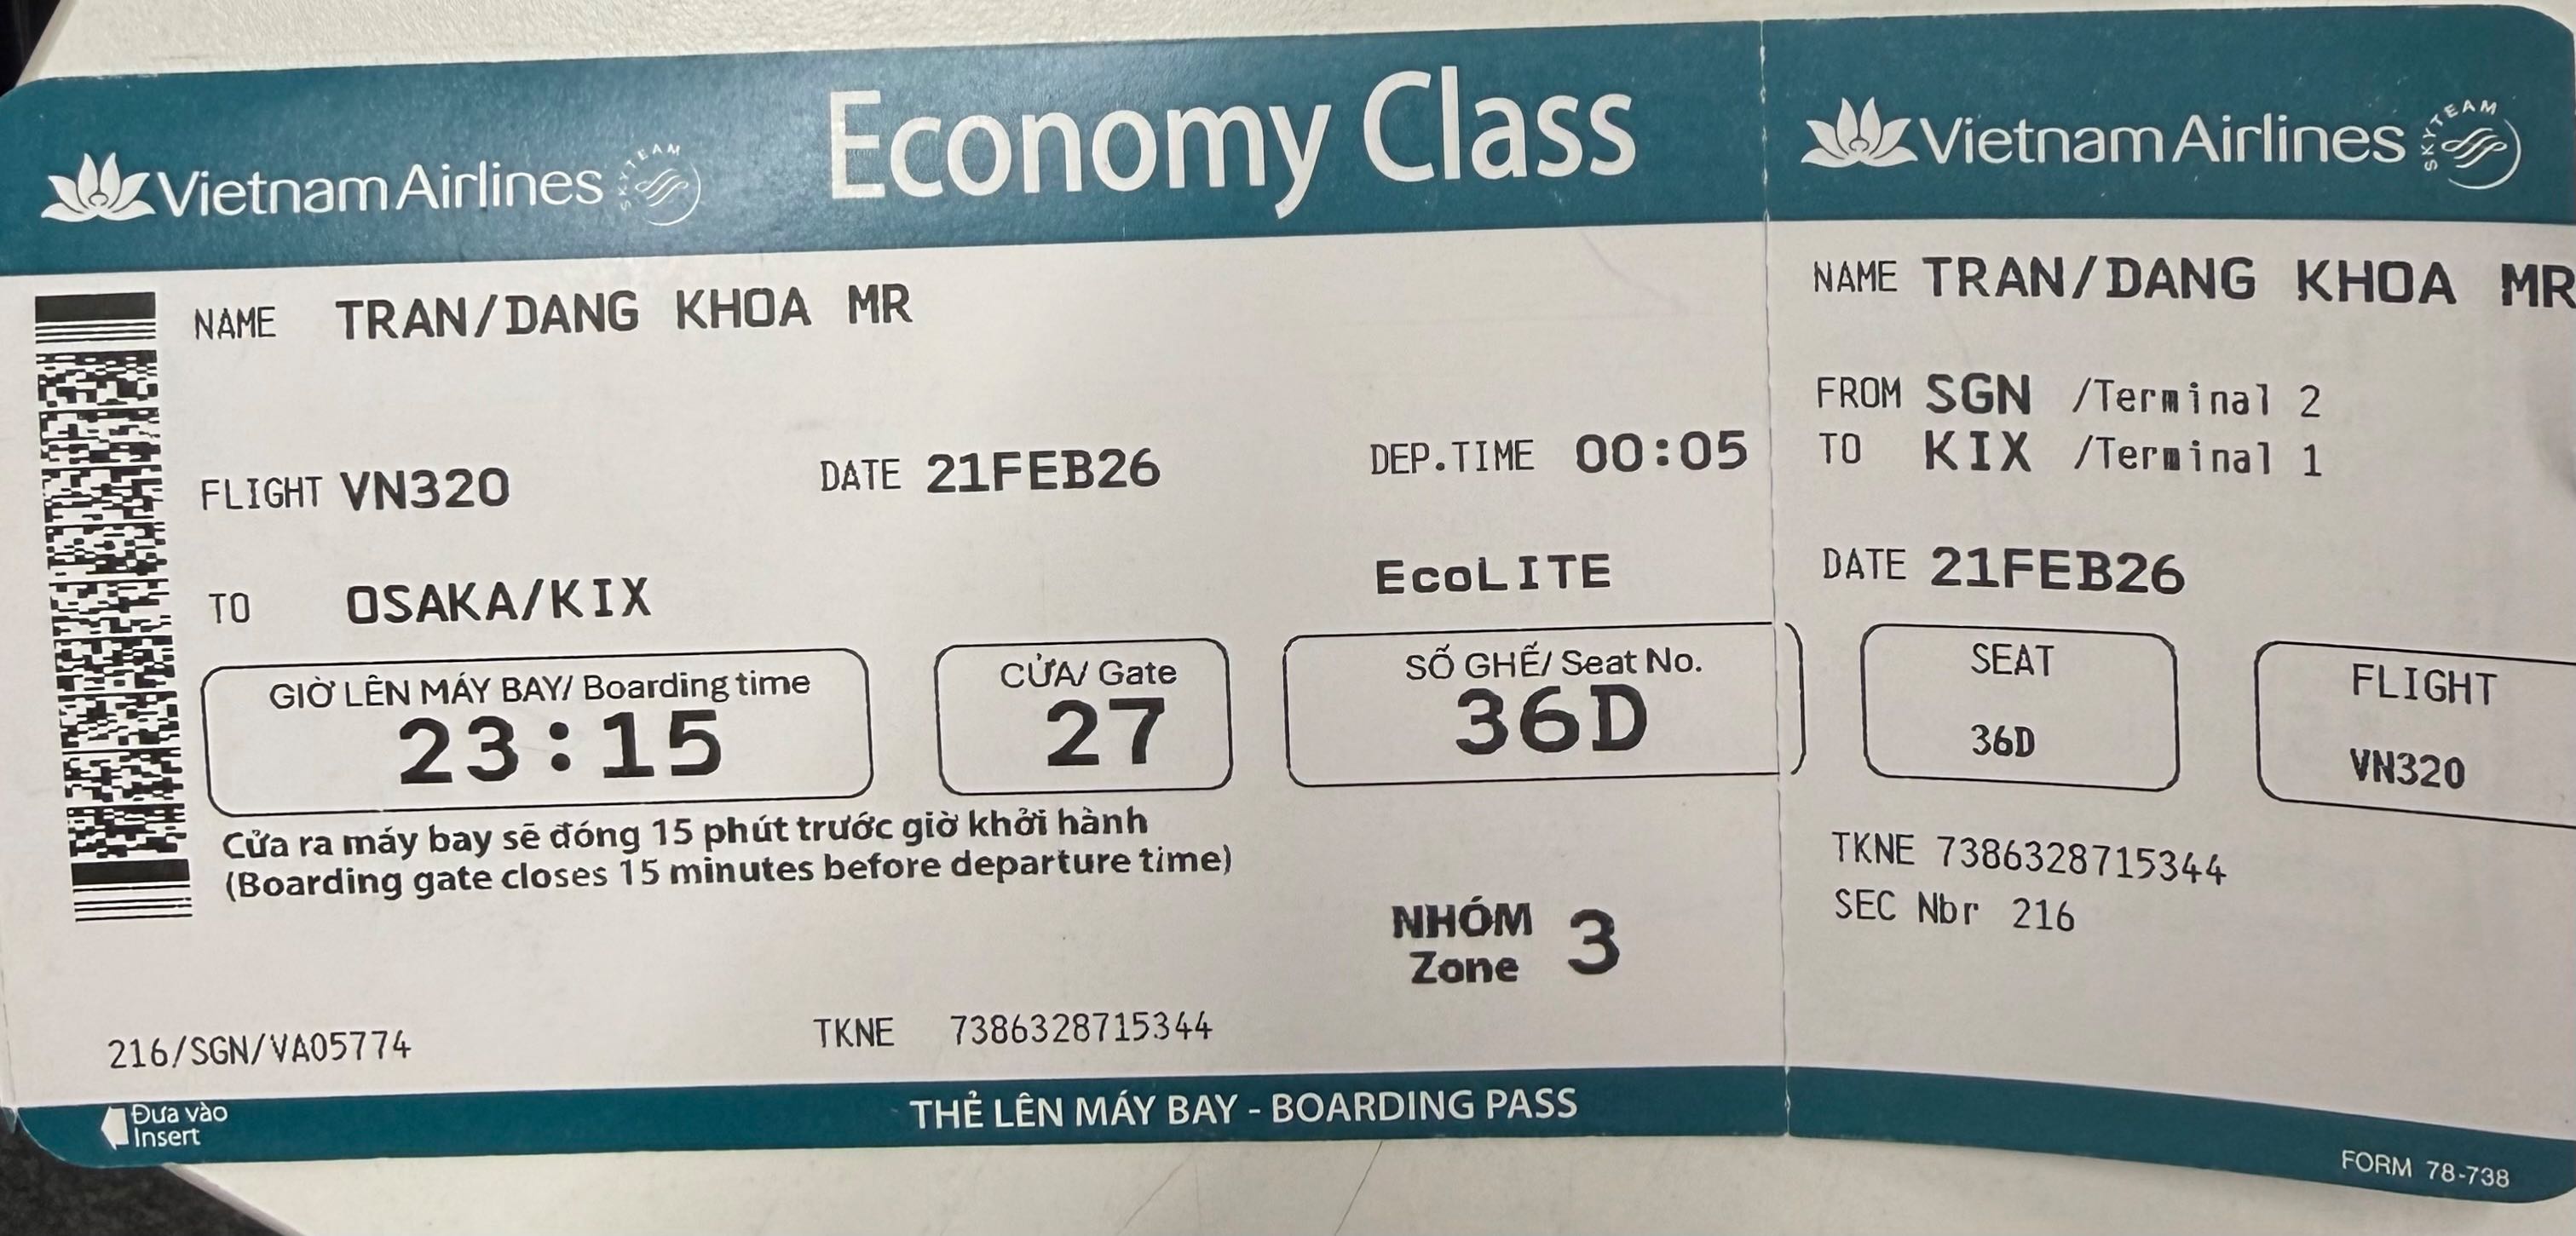 Economy Class
Vietnam Airlines SKYTEAM
NAME TRAN/DANG KHOA MR
FLIGHT VN320 DATE 21FEB26 DEP.TIME 00:05
TO OSAKA/KIX EcoLITE
GIỜ LÊN MÁY BAY/ Boarding time
23:15
CỬA/ Gate
27
SỐ GHẾ/ Seat No.
36D
Cửa ra máy bay sẽ đóng 15 phút trước giờ khởi hành
(Boarding gate closes 15 minutes before departure time)
NHÓM
Zone 3
216/SGN/VA05774 TKNE 7386328715344
Đưa vào
Insert
THẺ LÊN MÁY BAY - BOARDING PASS
Vietnam Airlines SKYTEAM
NAME TRAN/DANG KHOA MR
FROM SGN /Terminal 2
TO KIX /Terminal 1
DATE 21FEB26
SEAT
36D
FLIGHT
VN320
TKNE 7386328715344
SEC Nbr 216
FORM 78-738